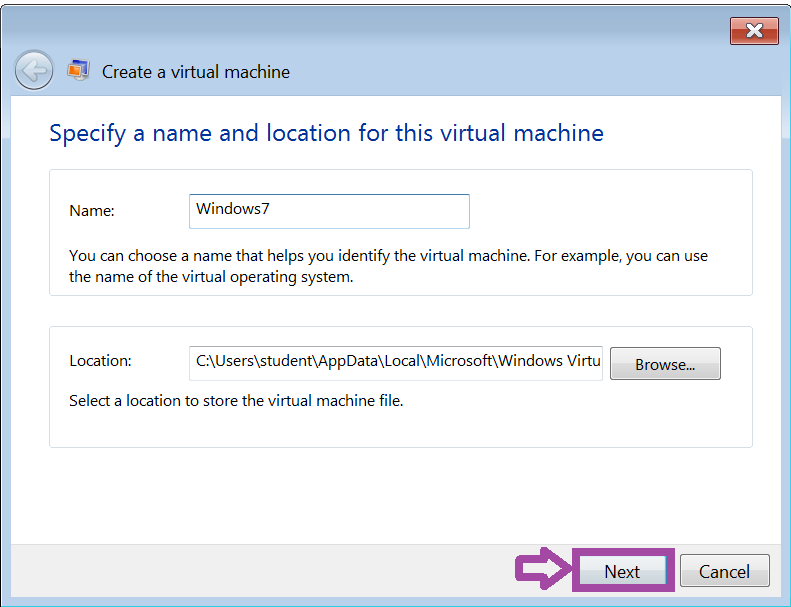 Create a virtual machine
Specify a name and location for this virtual machine
Name:
Windows7
You can choose a name that helps you identify the virtual machine. For example, you can use
the name of the virtual operating system.
Location:
C:\Users\student\AppData\Local\Microsoft\Windows Virtu
Browse...
Select a location to store the virtual machine file.
Next
Cancel